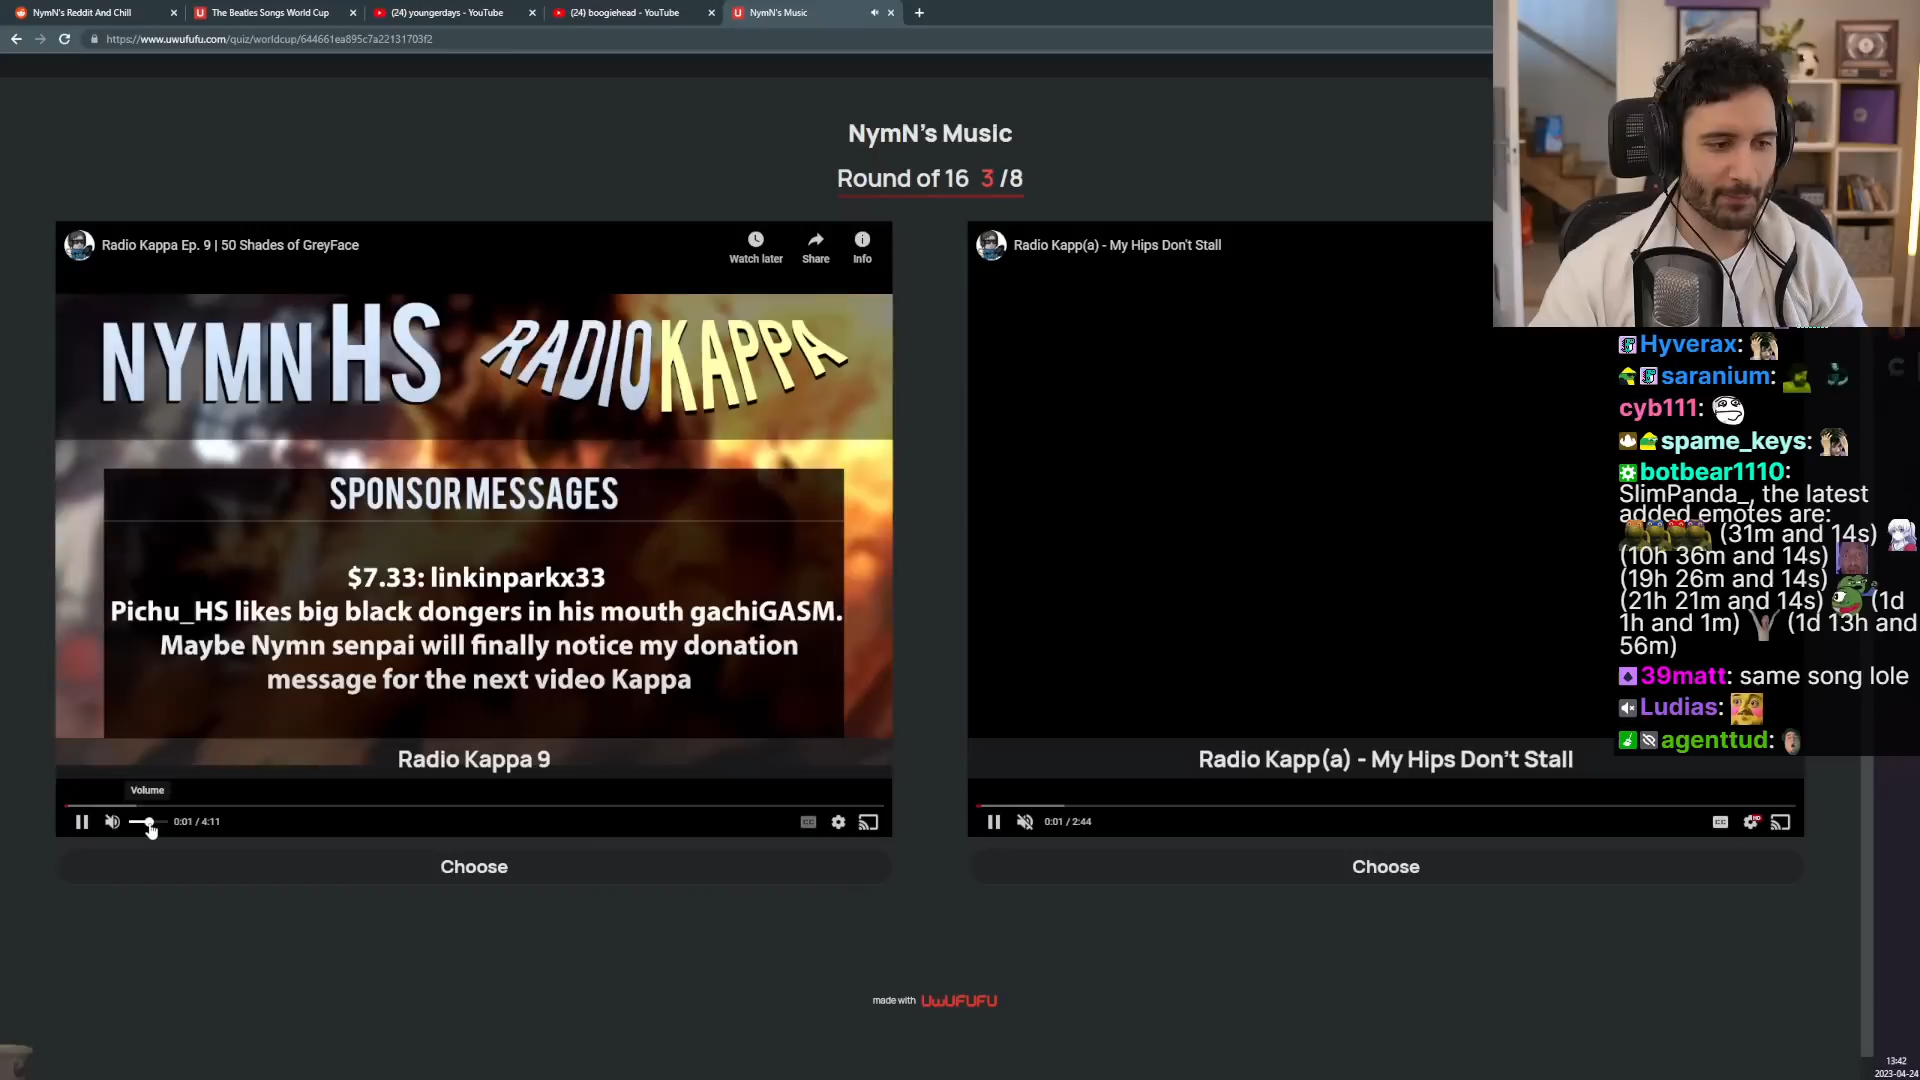 NymN's Reddit And Chill
The Beatles Songs World Cup
(24) youngerdays - YouTube
(24) boogiehead - YouTube
NymN's Music
https://www.uwufufu.com/quiz/worldcup/644661ea895c7a22131703f2
NymN's Music
Round of 16 3 /8
Radio Kappa Ep. 9 | 50 Shades of GreyFace
Watch later
Share
Info
NYMNHS RADIOKAPPA
SPONSOR MESSAGES
$7.33: linkinparkx33
Pichu_HS likes big black dongers in his mouth gachiGASM.
Maybe Nymn senpai will finally notice my donation
message for the next video Kappa
Radio Kappa 9
Volume
0:01 / 4:11
CC
Choose
Radio Kapp(a) - My Hips Don't Stall
Radio Kapp(a) - My Hips Don't Stall
0:01 / 2:44
CC
HD
Choose
Hyverax:
saranium:
cyb111:
spame_keys:
botbear1110:
SlimPanda_, the latest
added emotes are:
(31m and 14s)
(10h 36m and 14s)
(19h 26m and 14s)
(21h 21m and 14s) (1d
1h and 1m) (1d 13h and
56m)
39matt: same song lole
Ludias:
agenttud:
made with UwUFUFU
13:42
2023-04-24